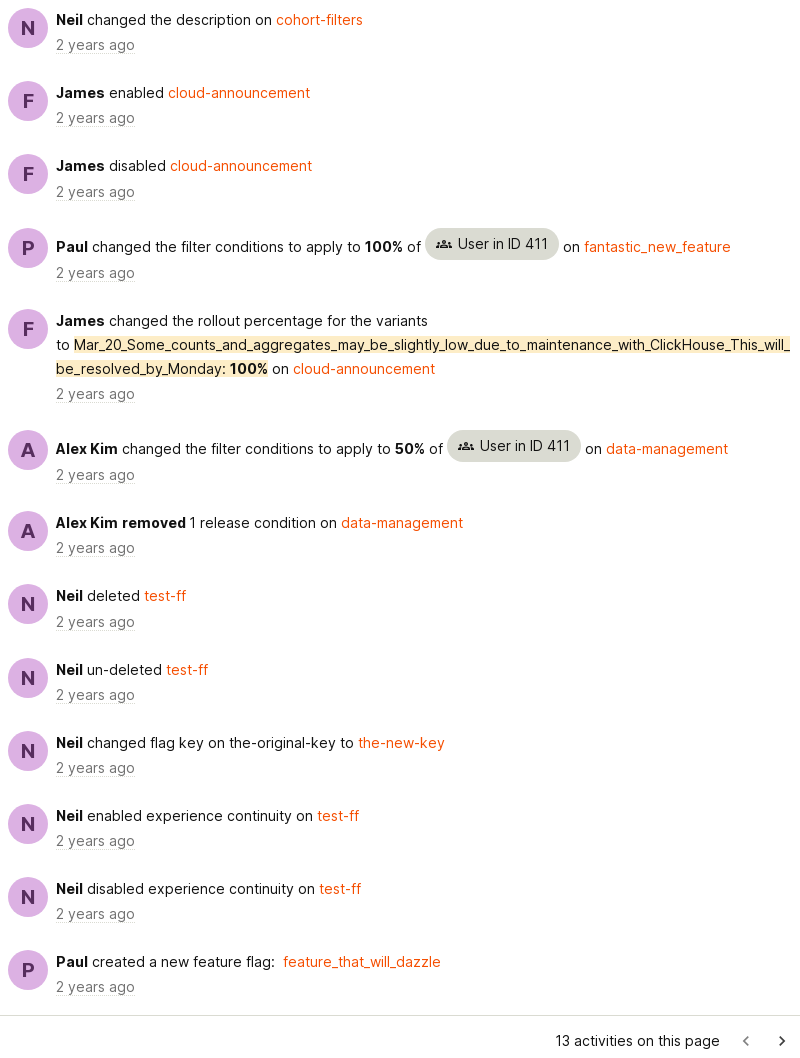 N
Neil changed the description on cohort-filters
2 years ago
F
James enabled cloud-announcement
2 years ago
F
James disabled cloud-announcement
2 years ago
P
Paul changed the filter conditions to apply to 100% of User in ID 411 on fantastic_new_feature
2 years ago
F
James changed the rollout percentage for the variants
to Mar_20_Some_counts_and_aggregates_may_be_slightly_low_due_to_maintenance_with_ClickHouse_This_will_
be_resolved_by_Monday: 100% on cloud-announcement
2 years ago
A
Alex Kim changed the filter conditions to apply to 50% of User in ID 411 on data-management
2 years ago
A
Alex Kim removed 1 release condition on data-management
2 years ago
N
Neil deleted test-ff
2 years ago
N
Neil un-deleted test-ff
2 years ago
N
Neil changed flag key on the-original-key to the-new-key
2 years ago
N
Neil enabled experience continuity on test-ff
2 years ago
N
Neil disabled experience continuity on test-ff
2 years ago
P
Paul created a new feature flag: feature_that_will_dazzle
2 years ago
13 activities on this page